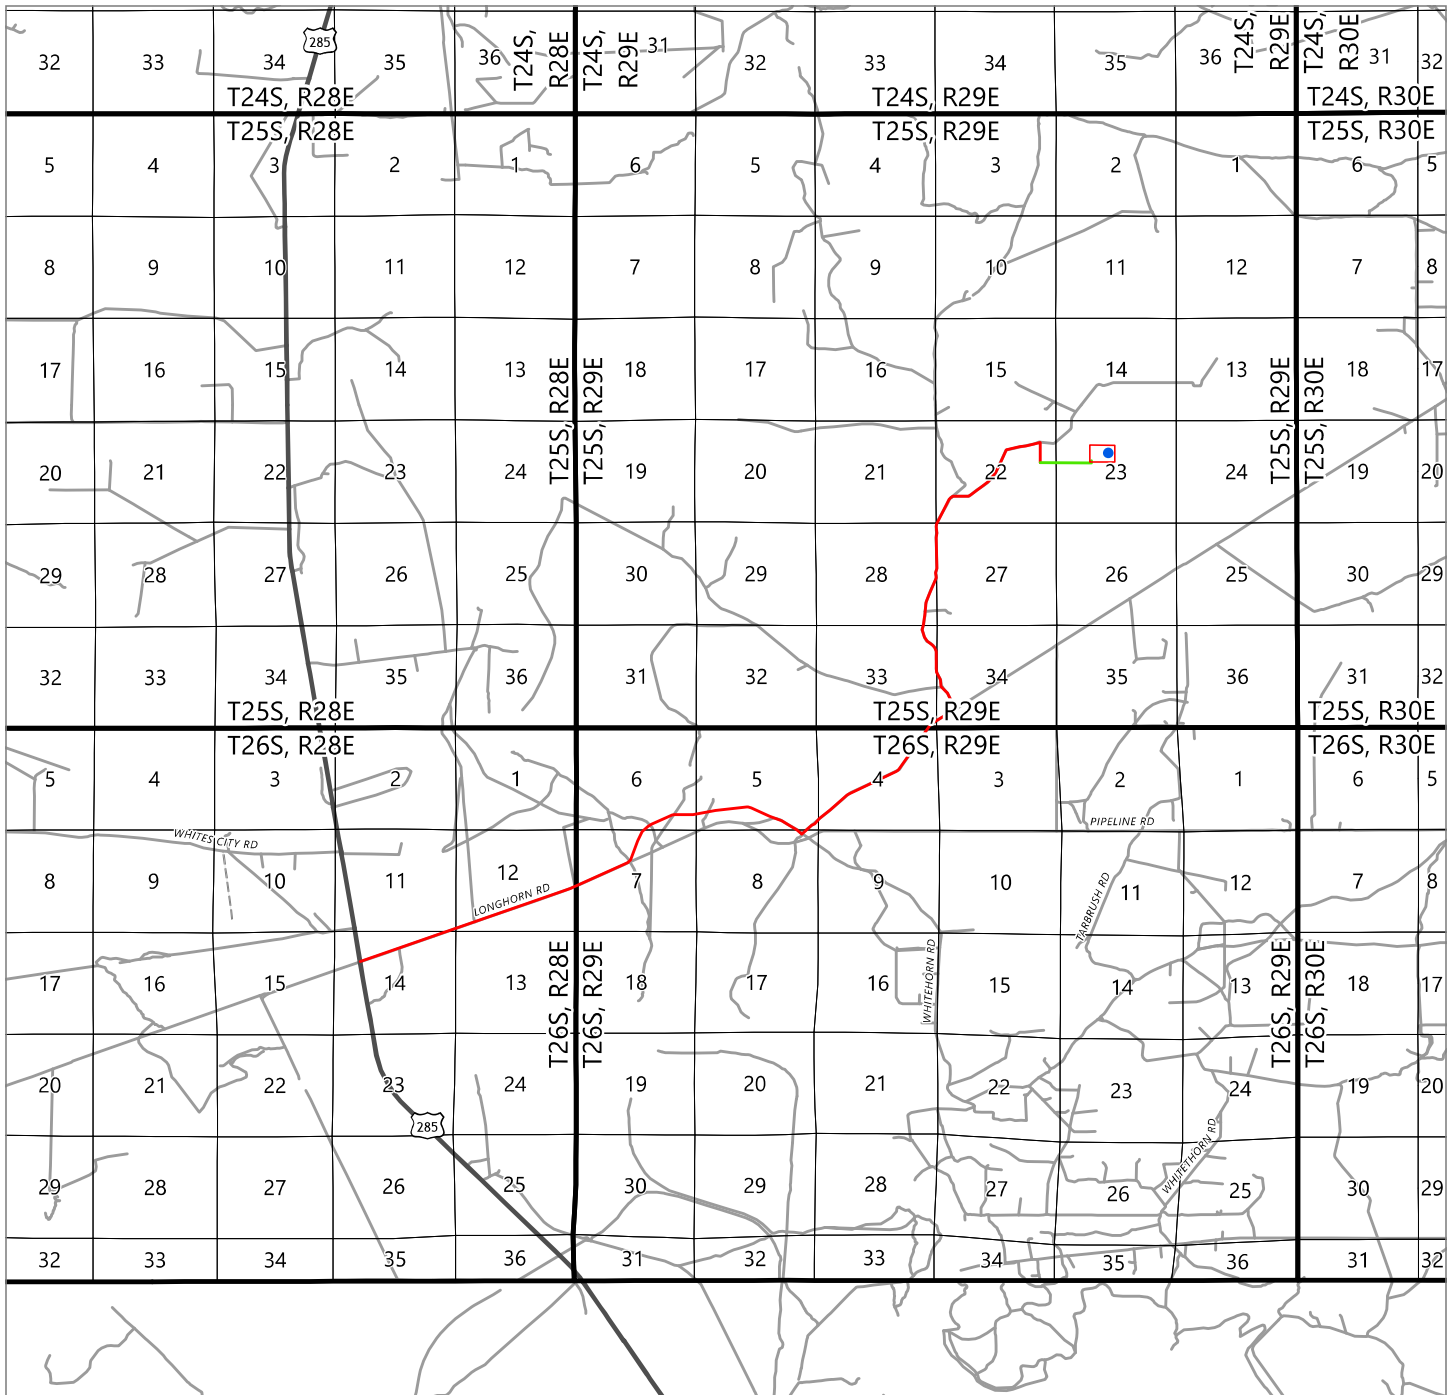 285
32 33 34 35 36 T24S, R28E T24S, R29E 31 32 33 34 35 36 T24S, R29E T24S, R30E 31 32
T24S, R28E T24S, R29E T24S, R30E
T25S, R28E T25S, R29E T25S, R30E
5 4 3 2 1 6 5 4 3 2 1 6 5
8 9 10 11 12 7 8 9 10 11 12 7 8
17 16 15 14 13 18 17 16 15 14 13 18 17
T25S, R28E T25S, R29E T25S, R29E T25S, R30E
20 21 22 23 24 19 20 21 22 23 24 19 20
29 28 27 26 25 30 29 28 27 26 25 30 29
32 33 34 35 36 31 32 33 34 35 36 31 32
T25S, R28E T25S, R29E T25S, R30E
T26S, R28E T26S, R29E T26S, R30E
5 4 3 2 1 6 5 4 3 2 1 6 5
PIPELINE RD
WHITES CITY RD
8 9 10 11 12 7 8 9 10 11 12 7 8
LONGHORN RD
TARBRUSH RD
WHITEHORN RD
17 16 15 14 13 18 17 16 15 14 13 18 17
T26S, R28E T26S, R29E T26S, R29E T26S, R30E
20 21 22 23 24 19 20 21 22 23 24 19 20
285
WHITETHORN RD
29 28 27 26 25 30 29 28 27 26 25 30 29
32 33 34 35 36 31 32 33 34 35 36 31 32